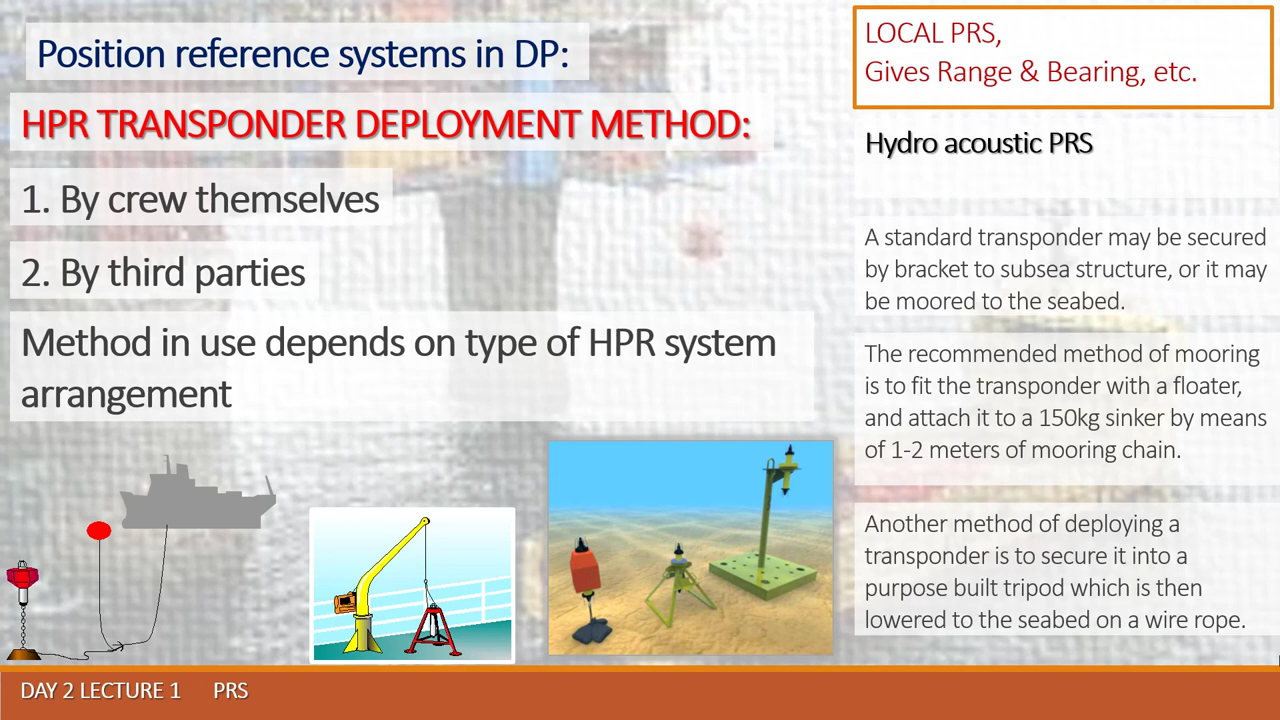 Position reference systems in DP:
HPR TRANSPONDER DEPLOYMENT METHOD:
1. By crew themselves
2. By third parties
Method in use depends on type of HPR system
arrangement
LOCAL PRS,
Gives Range & Bearing, etc.
Hydro acoustic PRS
A standard transponder may be secured
by bracket to subsea structure, or it may
be moored to the seabed.
The recommended method of mooring
is to fit the transponder with a floater,
and attach it to a 150kg sinker by means
of 1-2 meters of mooring chain.
Another method of deploying a
transponder is to secure it into a
purpose built tripod which is then
lowered to the seabed on a wire rope.
DAY 2 LECTURE 1 PRS